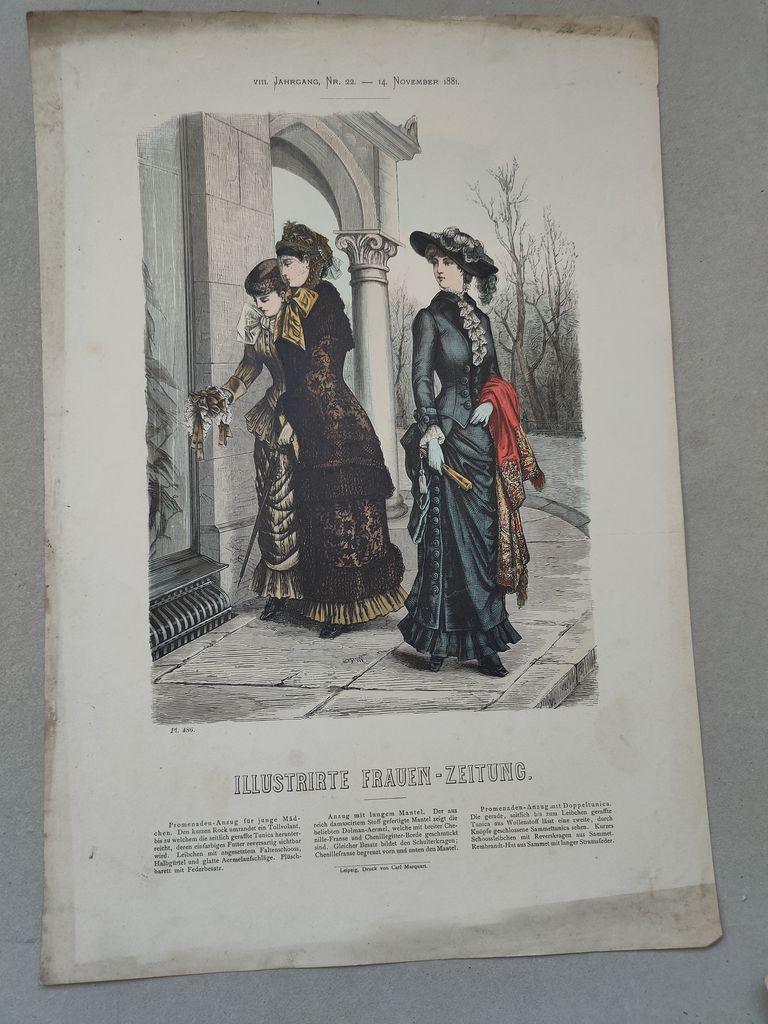 VIII. JAHRGANG, NR. 22. — 14. NOVEMBER 1881.
Pl. 486.
ILLUSTRIRTE FRAUEN-ZEITUNG.
Promenaden-Anzug für junge Mäd-
chen. Den kurzen Rock umrandet ein Tollvolant,
bis zu welchem die seitlich geraffte Tunica herunter-
reicht, deren einfarbiges Futter reversartig sichtbar
wird. Leibchen mit angesetztem Faltenschooss,
Halbgürtel und glatte Aermelaufschläge. Plüsch-
barett mit Federbesatz.
Anzug mit langem Mantel. Der aus
reich damascirtem Stoff gefertigte Mantel zeigt die
beliebten Dolman-Aermel, welche mit breiter Che-
nille-Franse und Chenillegitter-Borde geschmückt
sind. Gleicher Besatz bildet den Schulterkragen;
Chenillefranse begrenzt vorn und unten den Mantel.
Promenaden-Anzug mit Doppeltunica.
Die gerade, seitlich bis zum Leibchen geraffte
Tunica aus Wollenstoff lässt eine zweite, durch
Knöpfe geschlossene Sammettunica sehen. Kurzes
Schoossleibchen mit Reverskragen aus Sammet.
Rembrandt-Hut aus Sammet mit langer Straussfeder.
Leipzig, Druck von Carl Marquart.